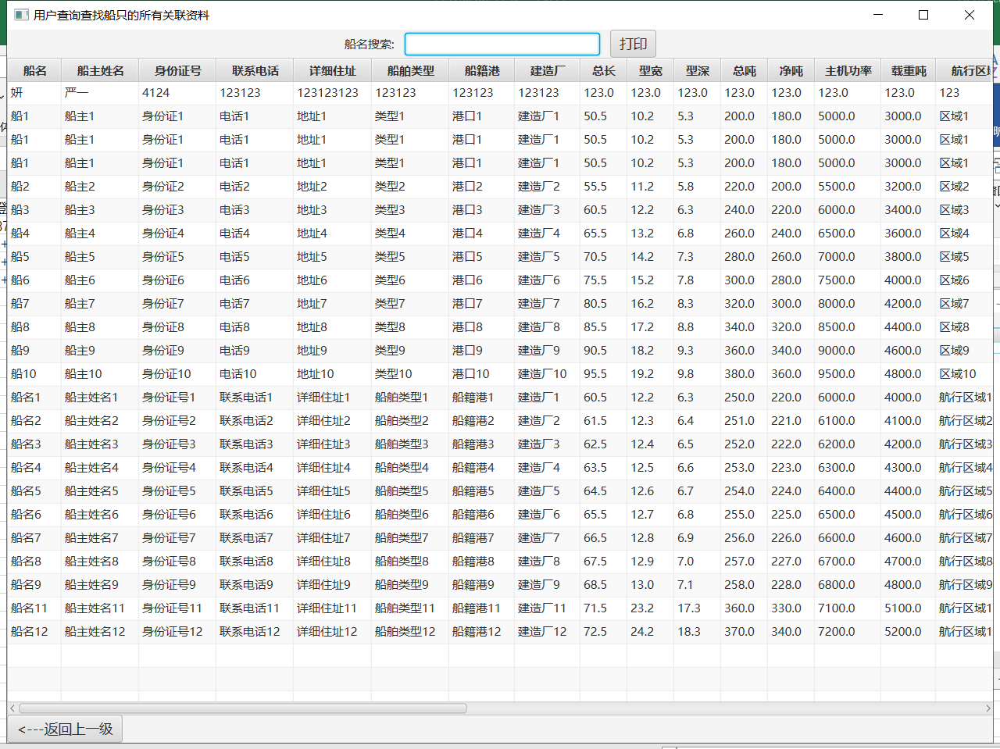 用户查询查找船只的所有关联资料
船名搜索: 打印
船名 船主姓名 身份证号 联系电话 详细住址 船舶类型 船籍港 建造厂 总长 型宽 型深 总吨 净吨 主机功率 载重吨 航行区域
妍 严一 4124 123123 123123123 123123 123123 123123 123.0 123.0 123.0 123.0 123.0 123.0 123.0 123
船1 船主1 身份证1 电话1 地址1 类型1 港口1 建造厂1 50.5 10.2 5.3 200.0 180.0 5000.0 3000.0 区域1
船1 船主1 身份证1 电话1 地址1 类型1 港口1 建造厂1 50.5 10.2 5.3 200.0 180.0 5000.0 3000.0 区域1
船1 船主1 身份证1 电话1 地址1 类型1 港口1 建造厂1 50.5 10.2 5.3 200.0 180.0 5000.0 3000.0 区域1
船2 船主2 身份证2 电话2 地址2 类型2 港口2 建造厂2 55.5 11.2 5.8 220.0 200.0 5500.0 3200.0 区域2
船3 船主3 身份证3 电话3 地址3 类型3 港口3 建造厂3 60.5 12.2 6.3 240.0 220.0 6000.0 3400.0 区域3
船4 船主4 身份证4 电话4 地址4 类型4 港口4 建造厂4 65.5 13.2 6.8 260.0 240.0 6500.0 3600.0 区域4
船5 船主5 身份证5 电话5 地址5 类型5 港口5 建造厂5 70.5 14.2 7.3 280.0 260.0 7000.0 3800.0 区域5
船6 船主6 身份证6 电话6 地址6 类型6 港口6 建造厂6 75.5 15.2 7.8 300.0 280.0 7500.0 4000.0 区域6
船7 船主7 身份证7 电话7 地址7 类型7 港口7 建造厂7 80.5 16.2 8.3 320.0 300.0 8000.0 4200.0 区域7
船8 船主8 身份证8 电话8 地址8 类型8 港口8 建造厂8 85.5 17.2 8.8 340.0 320.0 8500.0 4400.0 区域8
船9 船主9 身份证9 电话9 地址9 类型9 港口9 建造厂9 90.5 18.2 9.3 360.0 340.0 9000.0 4600.0 区域9
船10 船主10 身份证10 电话10 地址10 类型10 港口10 建造厂10 95.5 19.2 9.8 380.0 360.0 9500.0 4800.0 区域10
船名1 船主姓名1 身份证号1 联系电话1 详细住址1 船舶类型1 船籍港1 建造厂1 60.5 12.2 6.3 250.0 220.0 6000.0 4000.0 航行区域1
船名2 船主姓名2 身份证号2 联系电话2 详细住址2 船舶类型2 船籍港2 建造厂2 61.5 12.3 6.4 251.0 221.0 6100.0 4100.0 航行区域2
船名3 船主姓名3 身份证号3 联系电话3 详细住址3 船舶类型3 船籍港3 建造厂3 62.5 12.4 6.5 252.0 222.0 6200.0 4200.0 航行区域3
船名4 船主姓名4 身份证号4 联系电话4 详细住址4 船舶类型4 船籍港4 建造厂4 63.5 12.5 6.6 253.0 223.0 6300.0 4300.0 航行区域4
船名5 船主姓名5 身份证号5 联系电话5 详细住址5 船舶类型5 船籍港5 建造厂5 64.5 12.6 6.7 254.0 224.0 6400.0 4400.0 航行区域5
船名6 船主姓名6 身份证号6 联系电话6 详细住址6 船舶类型6 船籍港6 建造厂6 65.5 12.7 6.8 255.0 225.0 6500.0 4500.0 航行区域6
船名7 船主姓名7 身份证号7 联系电话7 详细住址7 船舶类型7 船籍港7 建造厂7 66.5 12.8 6.9 256.0 226.0 6600.0 4600.0 航行区域7
船名8 船主姓名8 身份证号8 联系电话8 详细住址8 船舶类型8 船籍港8 建造厂8 67.5 12.9 7.0 257.0 227.0 6700.0 4700.0 航行区域8
船名9 船主姓名9 身份证号9 联系电话9 详细住址9 船舶类型9 船籍港9 建造厂9 68.5 13.0 7.1 258.0 228.0 6800.0 4800.0 航行区域9
船名11 船主姓名11 身份证号11 联系电话11 详细住址11 船舶类型11 船籍港11 建造厂11 71.5 23.2 17.3 360.0 330.0 7100.0 5100.0 航行区域1
船名12 船主姓名12 身份证号12 联系电话12 详细住址12 船舶类型12 船籍港12 建造厂12 72.5 24.2 18.3 370.0 340.0 7200.0 5200.0 航行区域1
<---返回上一级